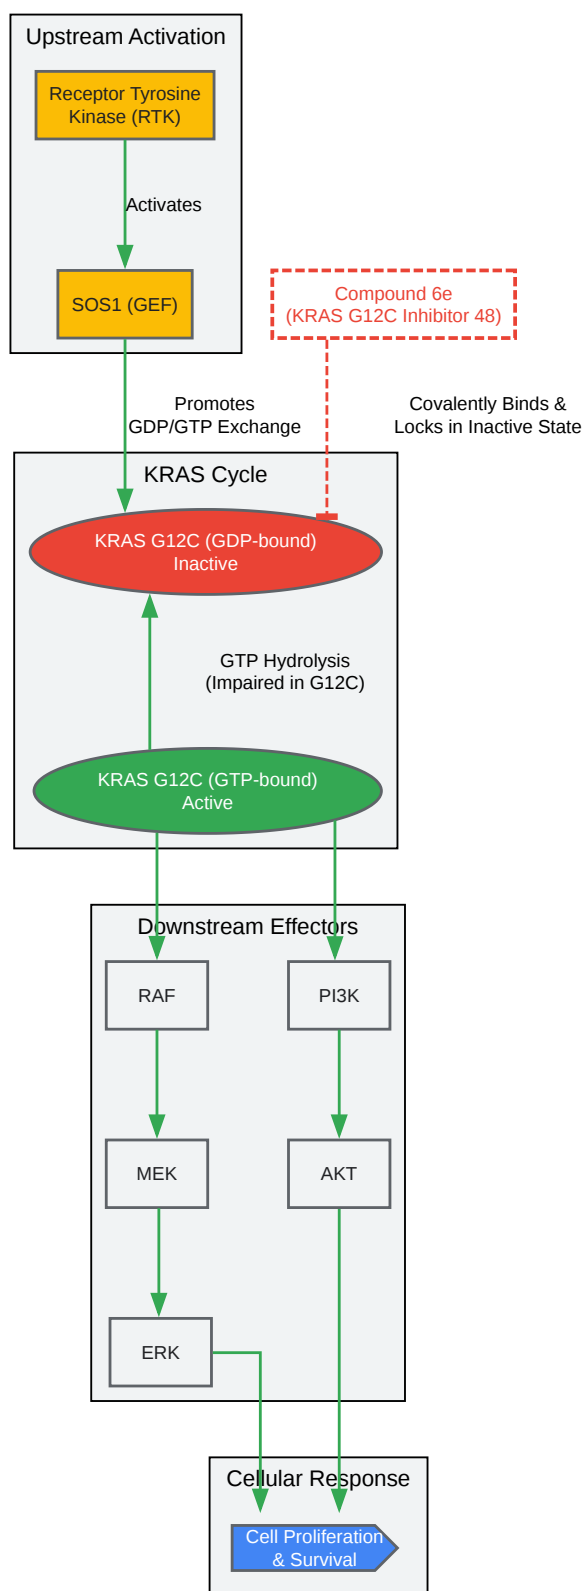 Upstream Activation
Receptor Tyrosine
Kinase (RTK)
Activates
SOS1 (GEF)
Compound 6e
(KRAS G12C Inhibitor 48)
Promotes
GDP/GTP Exchange
Covalently Binds &
Locks in Inactive State
KRAS Cycle
KRAS G12C (GDP-bound)
Inactive
GTP Hydrolysis
(Impaired in G12C)
KRAS G12C (GTP-bound)
Active
Downstream Effectors
RAF
PI3K
MEK
AKT
ERK
Cellular Response
Cell Proliferation
& Survival